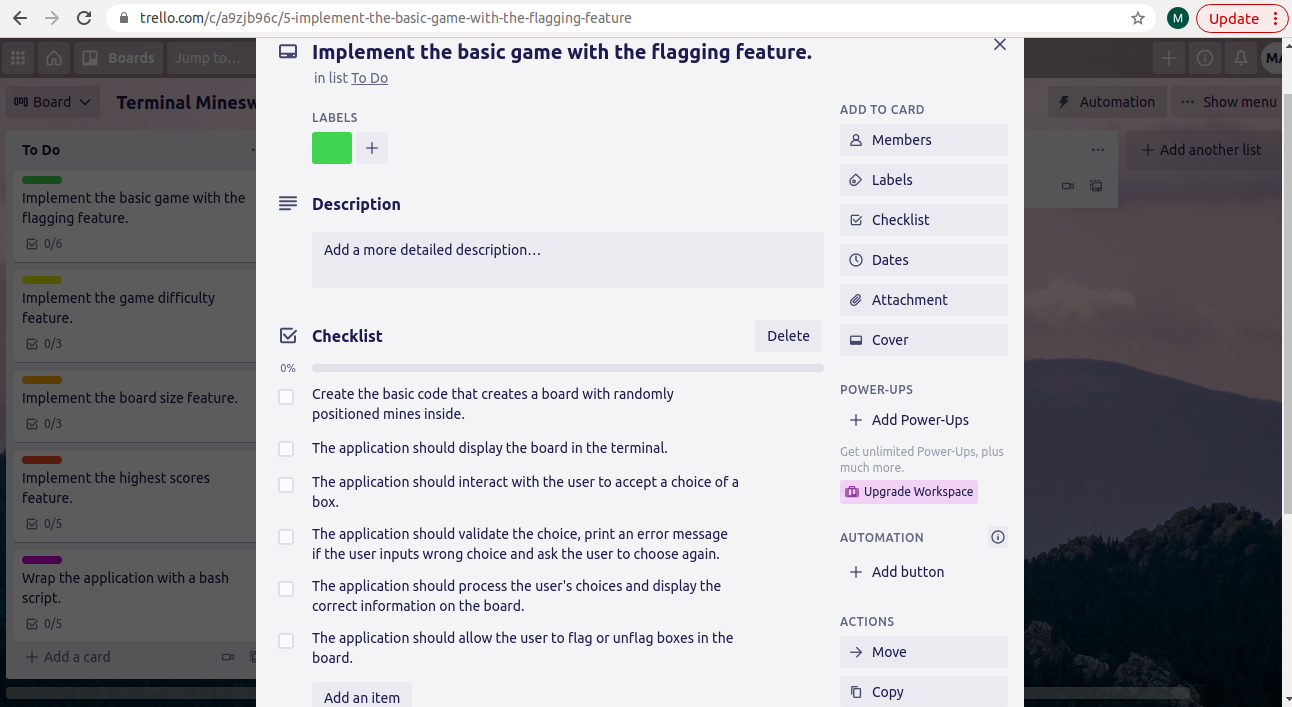 trello.com/c/a9zjb96c/5-implement-the-basic-game-with-the-flagging-feature
M
Update
Boards
Jump to…
MA
Board
Terminal Minesw
Automation
Show menu
To Do
Implement the basic game with the
flagging feature.
0/6
Implement the game difficulty
feature.
0/3
Implement the board size feature.
0/3
Implement the highest scores
feature.
0/5
Wrap the application with a bash
script.
0/5
Add a card
Add another list
Implement the basic game with the flagging feature.
in list To Do
LABELS
Description
Add a more detailed description…
Checklist
Delete
0%
Create the basic code that creates a board with randomly
positioned mines inside.
The application should display the board in the terminal.
The application should interact with the user to accept a choice of a
box.
The application should validate the choice, print an error message
if the user inputs wrong choice and ask the user to choose again.
The application should process the user's choices and display the
correct information on the board.
The application should allow the user to flag or unflag boxes in the
board.
Add an item
ADD TO CARD
Members
Labels
Checklist
Dates
Attachment
Cover
POWER-UPS
Add Power-Ups
Get unlimited Power-Ups, plus
much more.
Upgrade Workspace
AUTOMATION
Add button
ACTIONS
Move
Copy